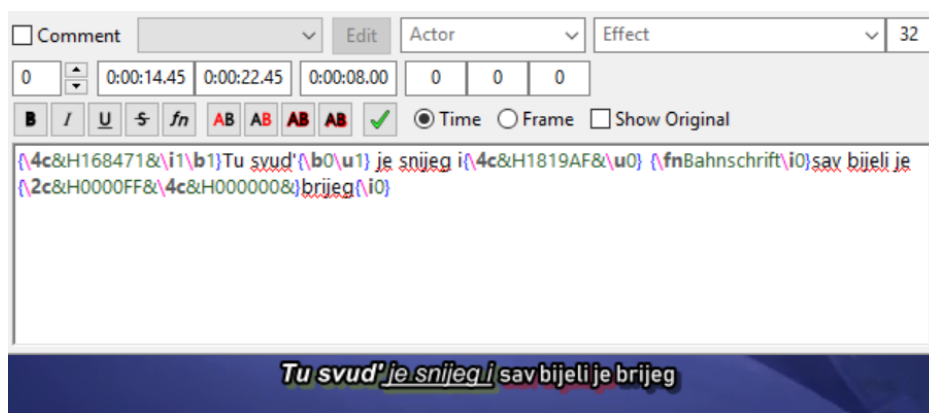 Comment Edit Actor Effect 32
0 0:00:14.45 0:00:22.45 0:00:08.00 0 0 0
B I U S fn AB AB AB AB Time Frame Show Original
{\4c&H168471&\i1\b1}Tu svud'{\b0\u1} je snijeg i{\4c&H1819AF&\u0} {\fnBahnschrift\i0}sav bijeli je
{\2c&H0000FF&\4c&H000000&}brijeg{\i0}
Tu svud' je snijeg i sav bijeli je brijeg